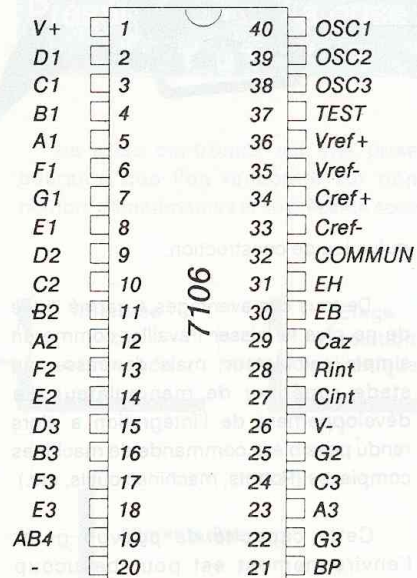 V+ 1 40 OSC1
D1 2 39 OSC2
C1 3 38 OSC3
B1 4 37 TEST
A1 5 36 Vref+
F1 6 35 Vref-
G1 7 34 Cref+
E1 8 33 Cref-
D2 9 32 COMMUN
C2 10 31 EH
B2 11 30 EB
A2 12 29 Caz
F2 13 28 Rint
E2 14 27 Cint
D3 15 26 V-
B3 16 25 G2
F3 17 24 C3
E3 18 23 A3
AB4 19 22 G3
- 20 21 BP
7106